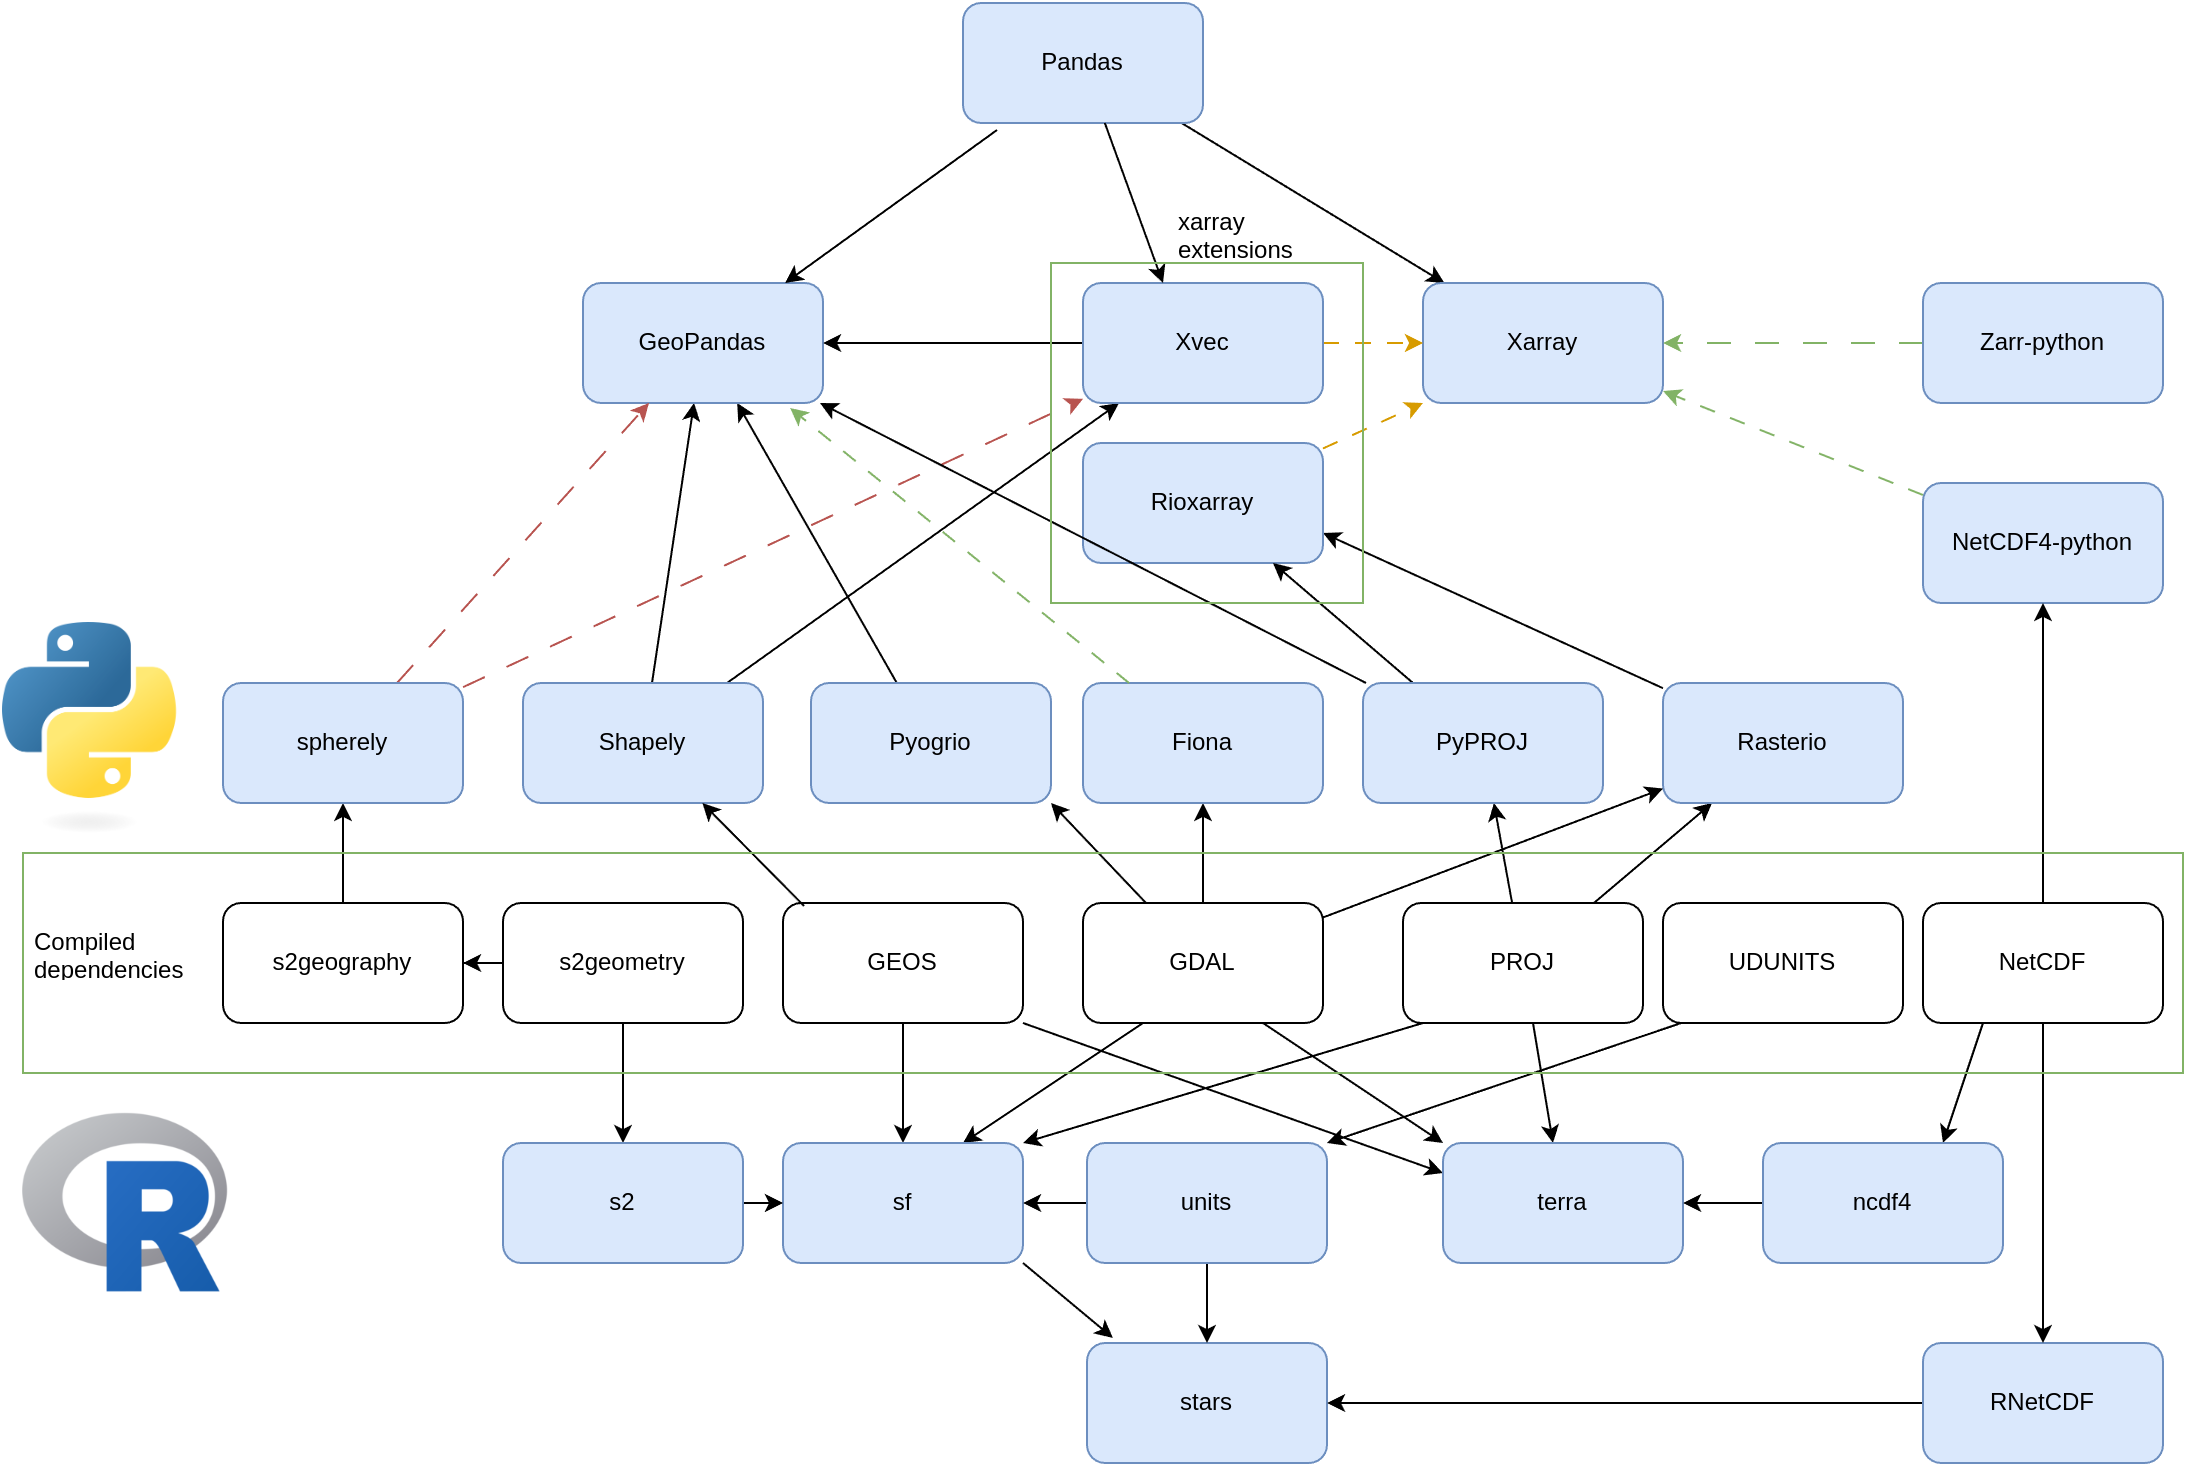 Pandas
xarray
extensions
GeoPandas
Xvec
Xarray
Zarr-python
Rioxarray
NetCDF4-python
spherely
Shapely
Pyogrio
Fiona
PyPROJ
Rasterio
Compiled
dependencies
s2geography
s2geometry
GEOS
GDAL
PROJ
UDUNITS
NetCDF
R
s2
sf
units
terra
ncdf4
stars
RNetCDF